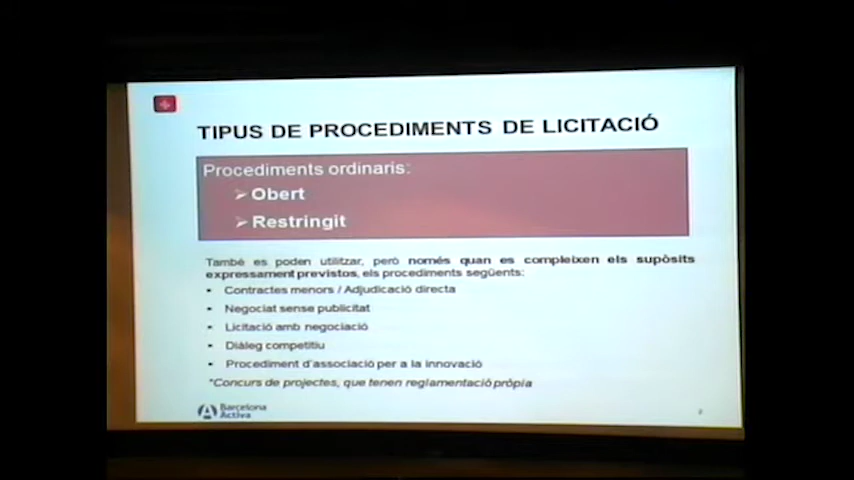 TIPUS DE PROCEDIMENTS DE LICITACIÓ
Procediments ordinaris:
➢ Obert
➢ Restringit
També es poden utilitzar, però només quan es compleixen els supòsits
expressament previstos, els procediments següents:
• Contractes menors / Adjudicació directa
• Negociat sense publicitat
• Licitació amb negociació
• Diàleg competitiu
• Procediment d'associació per a la innovació
*Concurs de projectes, que tenen reglamentació pròpia
Barcelona
Activa
2